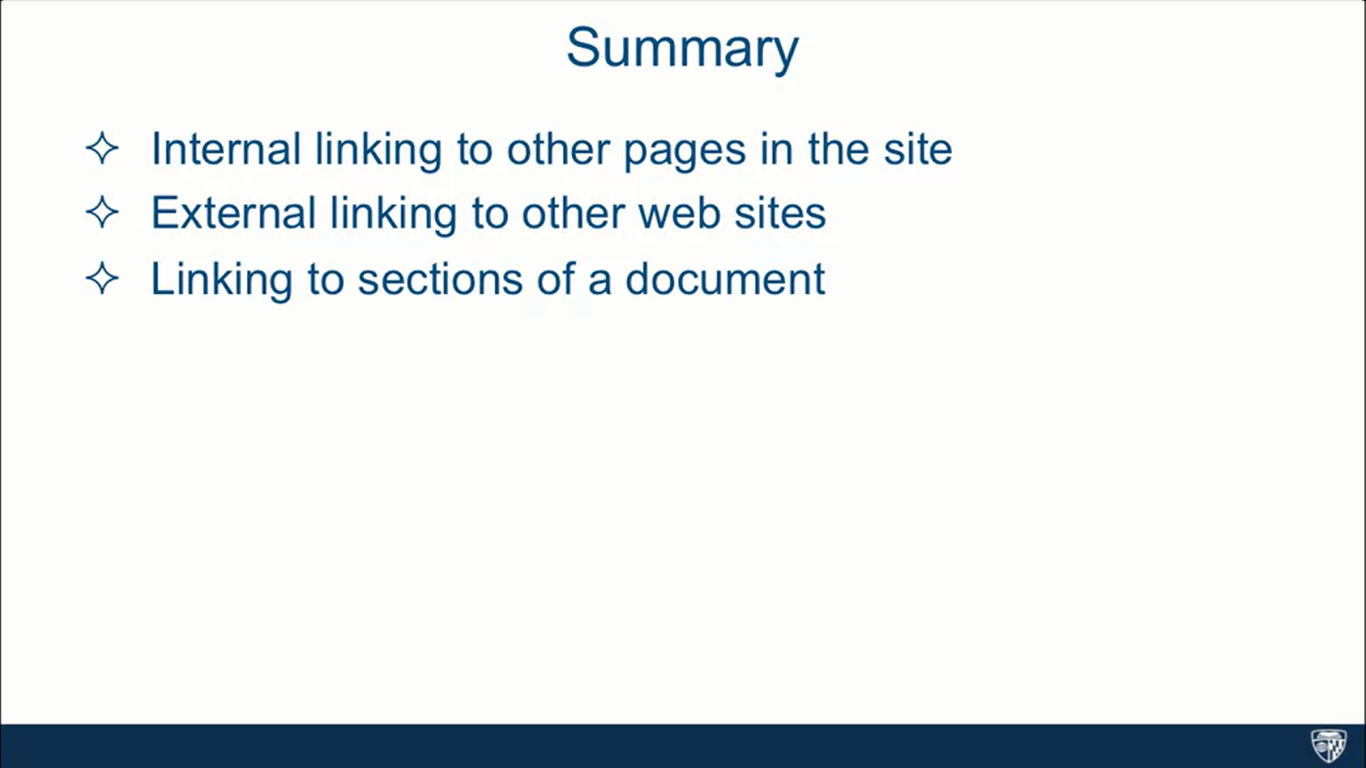 Summary
✧ Internal linking to other pages in the site
✧ External linking to other web sites
✧ Linking to sections of a document